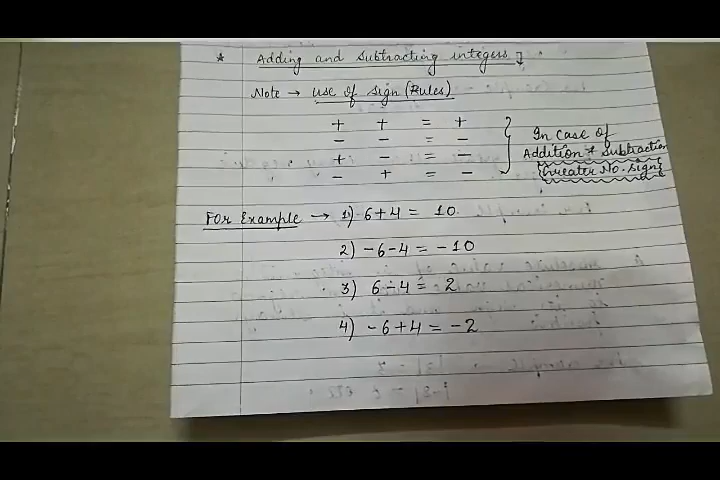 * Adding and Subtracting integers
Note → Use of Sign (Rules)
+ + = +
- - = -
+ - = -
- + = -
In case of
Addition & Subtraction
Greater No. Sign
For Example → 1) 6+4 = 10.
2) -6-4 = -10
3) 6-4 = 2
4) -6+4 = -2